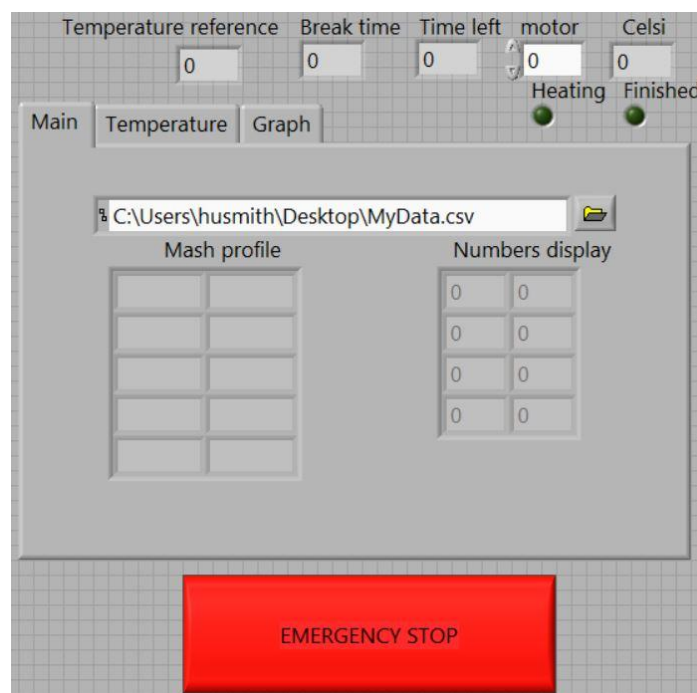 Temperature reference Break time Time left motor Celsi
0 0 0 0 0
Heating Finished
Main Temperature Graph
C:\Users\husmith\Desktop\MyData.csv
Mash profile Numbers display
0 0
0 0
0 0
0 0
EMERGENCY STOP